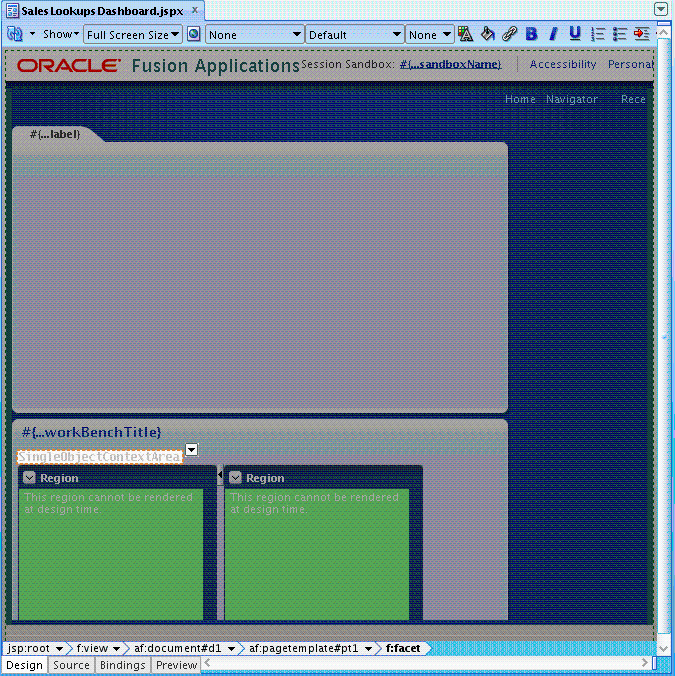 Sales Lookups Dashboard.jspx
Show Full Screen Size None Default None B I U
ORACLE Fusion Applications Session Sandbox: #{...sandboxName} Accessibility Personal
Home Navigator Rece
#{...label}
#{...workBenchTitle}
SingleObjectContextArea
Region Region
This region cannot be rendered
at design time.
This region cannot be rendered
at design time.
jsp:root f:view af:document#d1 af:pagetemplate#pt1 f:facet
Design Source Bindings Preview